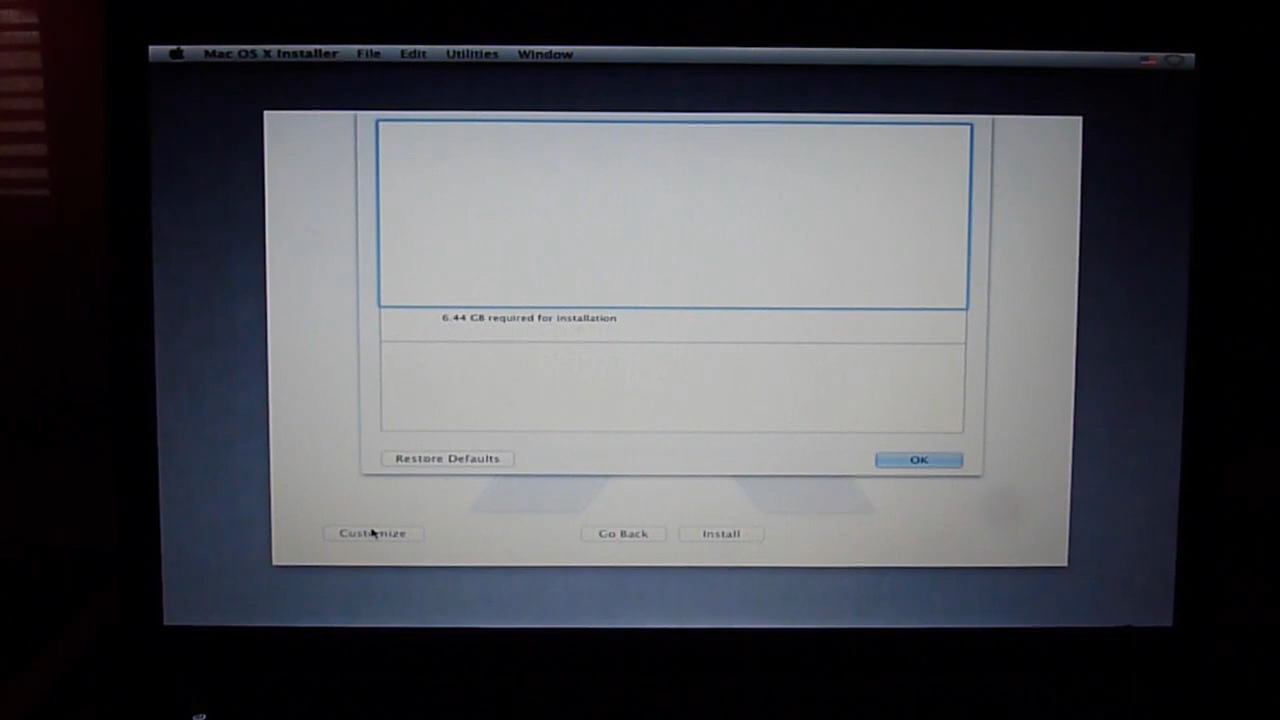 Mac OS X Installer File Edit Utilities Window
6.44 GB required for installation
Restore Defaults OK
Customize Go Back Install